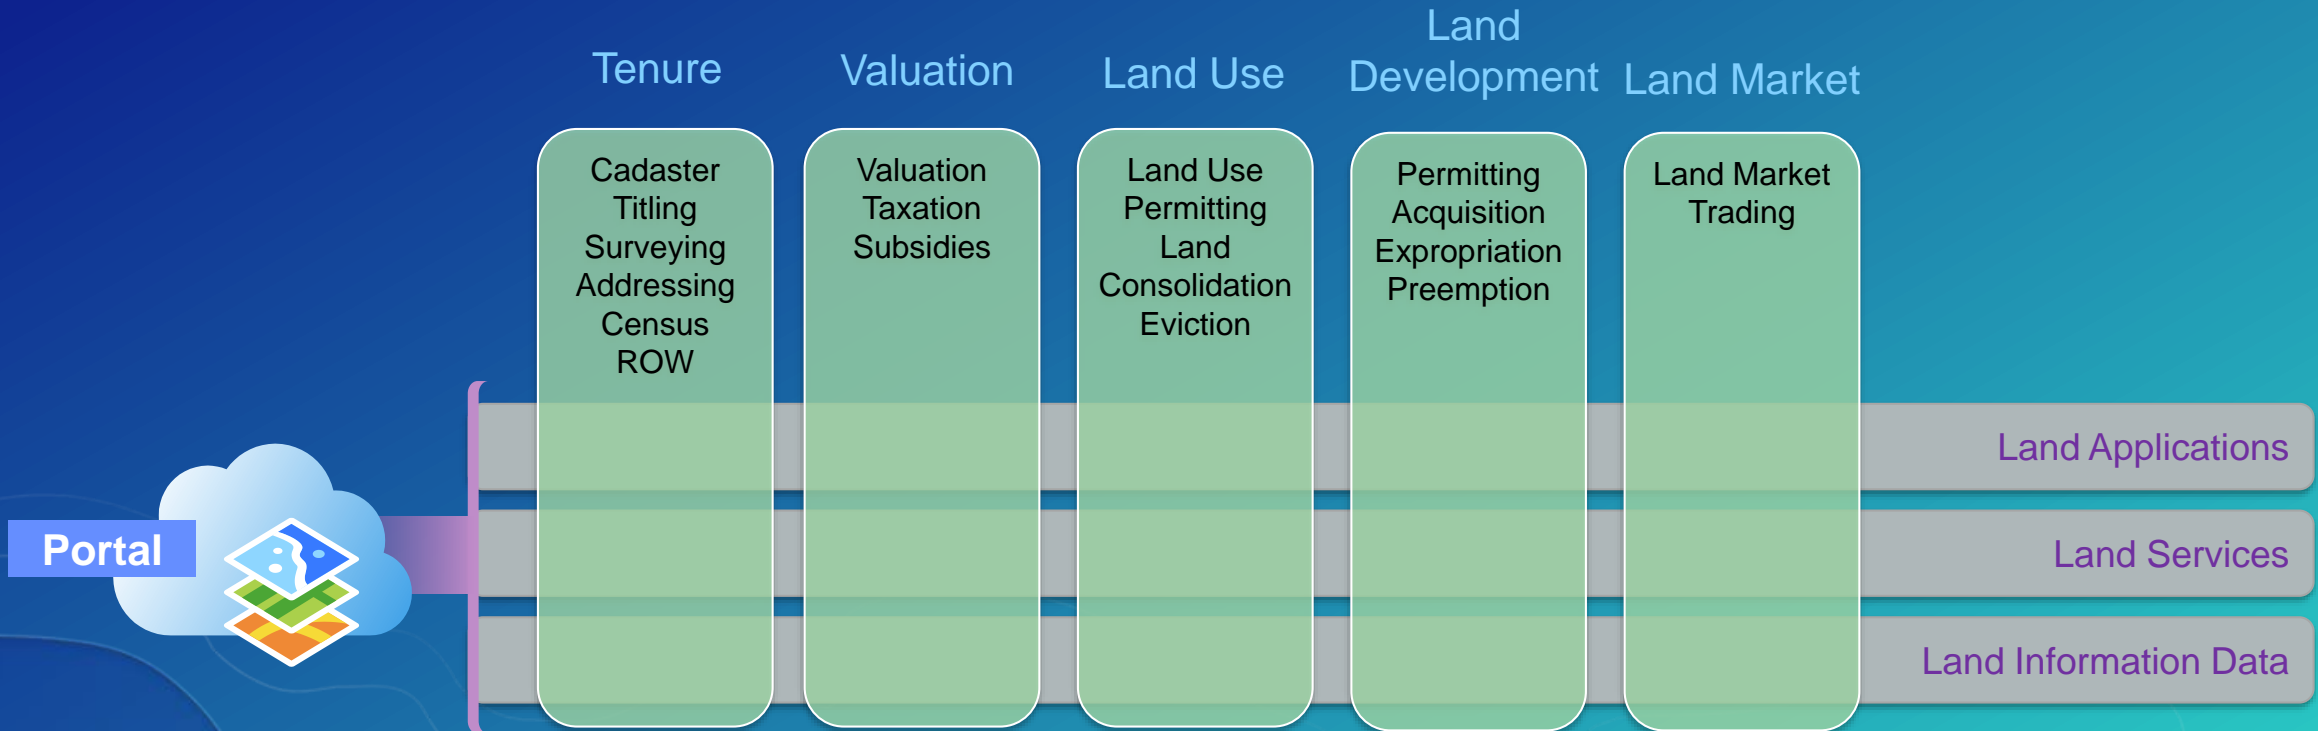 Tenure
Valuation
Land Use
Land
Development
Land Market
Cadaster
Titling
Surveying
Addressing
Census
ROW
Valuation
Taxation
Subsidies
Land Use
Permitting
Land
Consolidation
Eviction
Permitting
Acquisition
Expropriation
Preemption
Land Market
Trading
Land Applications
Portal
Land Services
Land Information Data